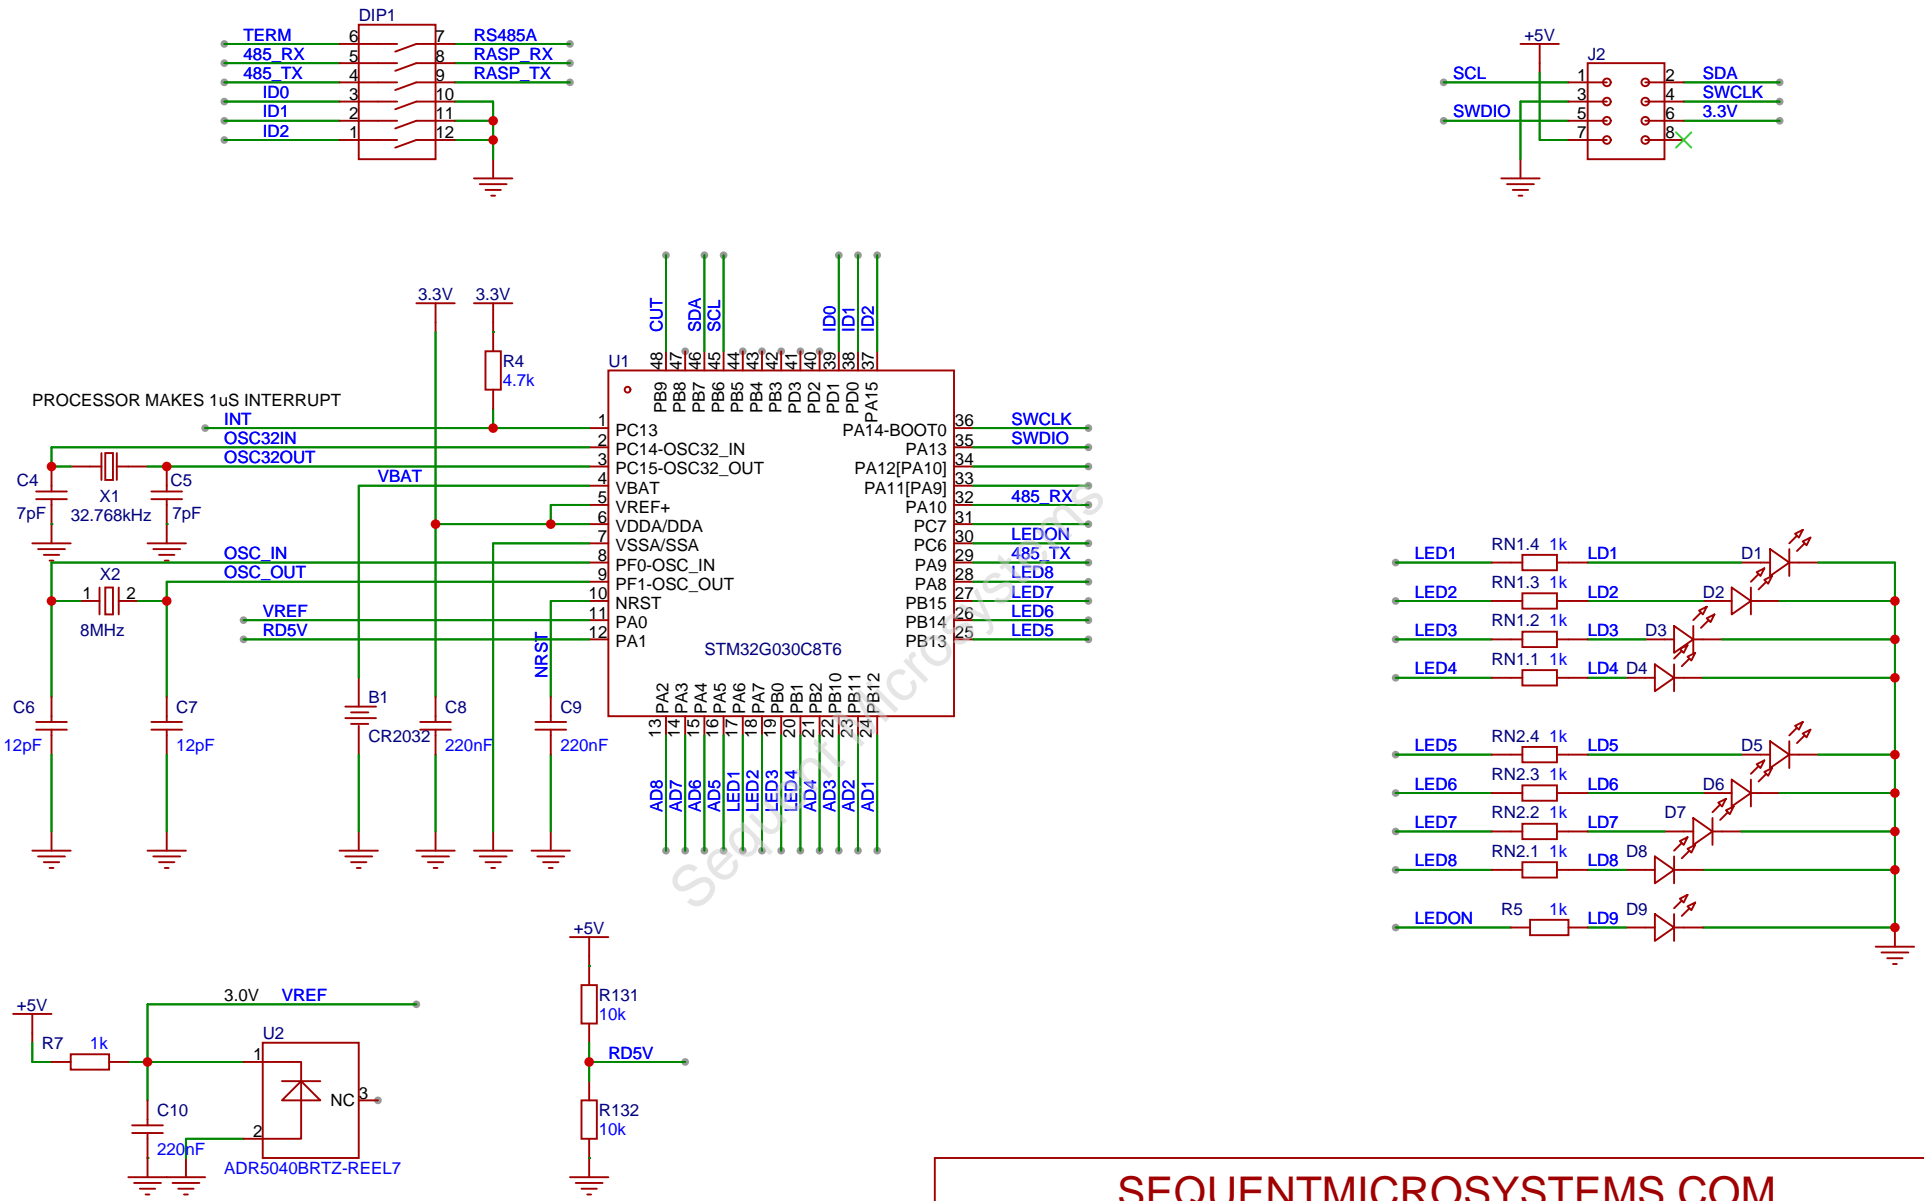 DIP1
TERM 6 7 RS485A
485_RX 5 8 RASP_RX
485_TX 4 9 RASP_TX
ID0 3 10
ID1 2 11
ID2 1 12
+5V
J2
SCL 1 2 SDA
3 4 SWCLK
SWDIO 5 6 3.3V
7 8
CUT SDA SCL ID0 ID1 ID2
3.3V 3.3V
R4
4.7k
U1
48 47 46 45 44 43 42 41 40 39 38 37
PB9 PB8 PB7 PB6 PB5 PB4 PB3 PD3 PD2 PD1 PD0 PA15
PROCESSOR MAKES 1uS INTERRUPT
INT 1 PC13
OSC32IN 2 PC14-OSC32_IN
OSC32OUT 3 PC15-OSC32_OUT
VBAT 4 VBAT
5 VREF+
6 VDDA/DDA
7 VSSA/SSA
OSC_IN 8 PF0-OSC_IN
OSC_OUT 9 PF1-OSC_OUT
NRST 10 NRST
VREF 11 PA0
RD5V 12 PA1
PA14-BOOT0 36 SWCLK
PA13 35 SWDIO
PA12[PA10] 34
PA11[PA9] 33
PA10 32 485_RX
PC7 31
PC6 30 LEDON
PA9 29 485_TX
PA8 28 LED8
PB15 27 LED7
PB14 26 LED6
PB13 25 LED5
STM32G030C8T6
PA2 PA3 PA4 PA5 PA6 PA7 PB0 PB1 PB2 PB10 PB11 PB12
13 14 15 16 17 18 19 20 21 22 23 24
AD8 AD7 AD6 AD5 LED1 LED2 LED3 LED4 AD4 AD3 AD2 AD1
C4
7pF
X1
32.768kHz
C5
7pF
1 X2 2
8MHz
C6
12pF
C7
12pF
B1
CR2032
C8
220nF
C9
220nF
Sequent Microsystems
LED1 RN1.4 1k LD1 D1
LED2 RN1.3 1k LD2 D2
LED3 RN1.2 1k LD3 D3
LED4 RN1.1 1k LD4 D4
LED5 RN2.4 1k LD5 D5
LED6 RN2.3 1k LD6 D6
LED7 RN2.2 1k LD7 D7
LED8 RN2.1 1k LD8 D8
LEDON R5 1k LD9 D9
+5V
R7 1k
3.0V VREF
U2
1
NC 3
2
C10
220nF
ADR5040BRTZ-REEL7
+5V
R131
10k
RD5V
R132
10k
SEQUENTMICROSYSTEMS.COM